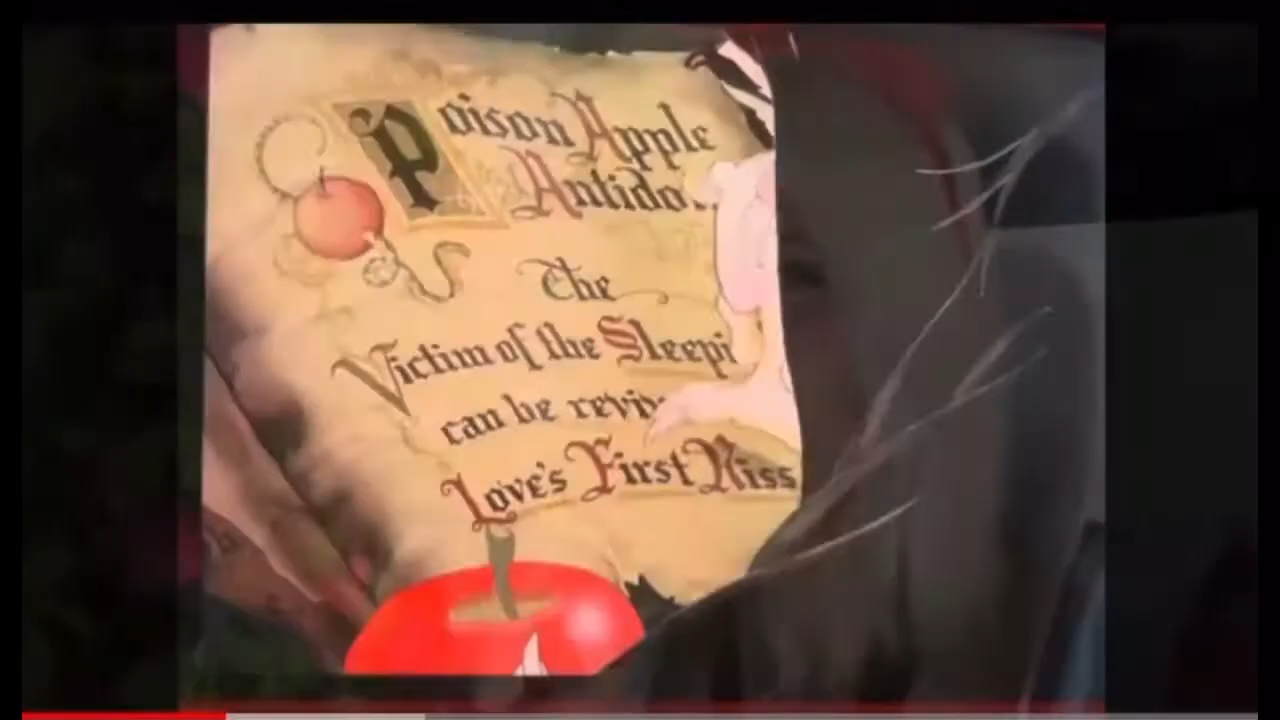 Poison Apple
Antido
The
Victim of the Sleepi
can be reviv
Love's First Kiss